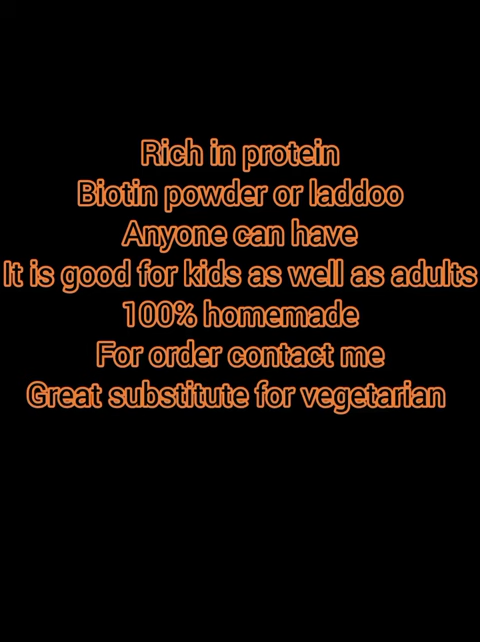 Rich in protein
Biotin powder or laddoo
Anyone can have
It is good for kids as well as adults
100% homemade
For order contact me
Great substitute for vegetarian